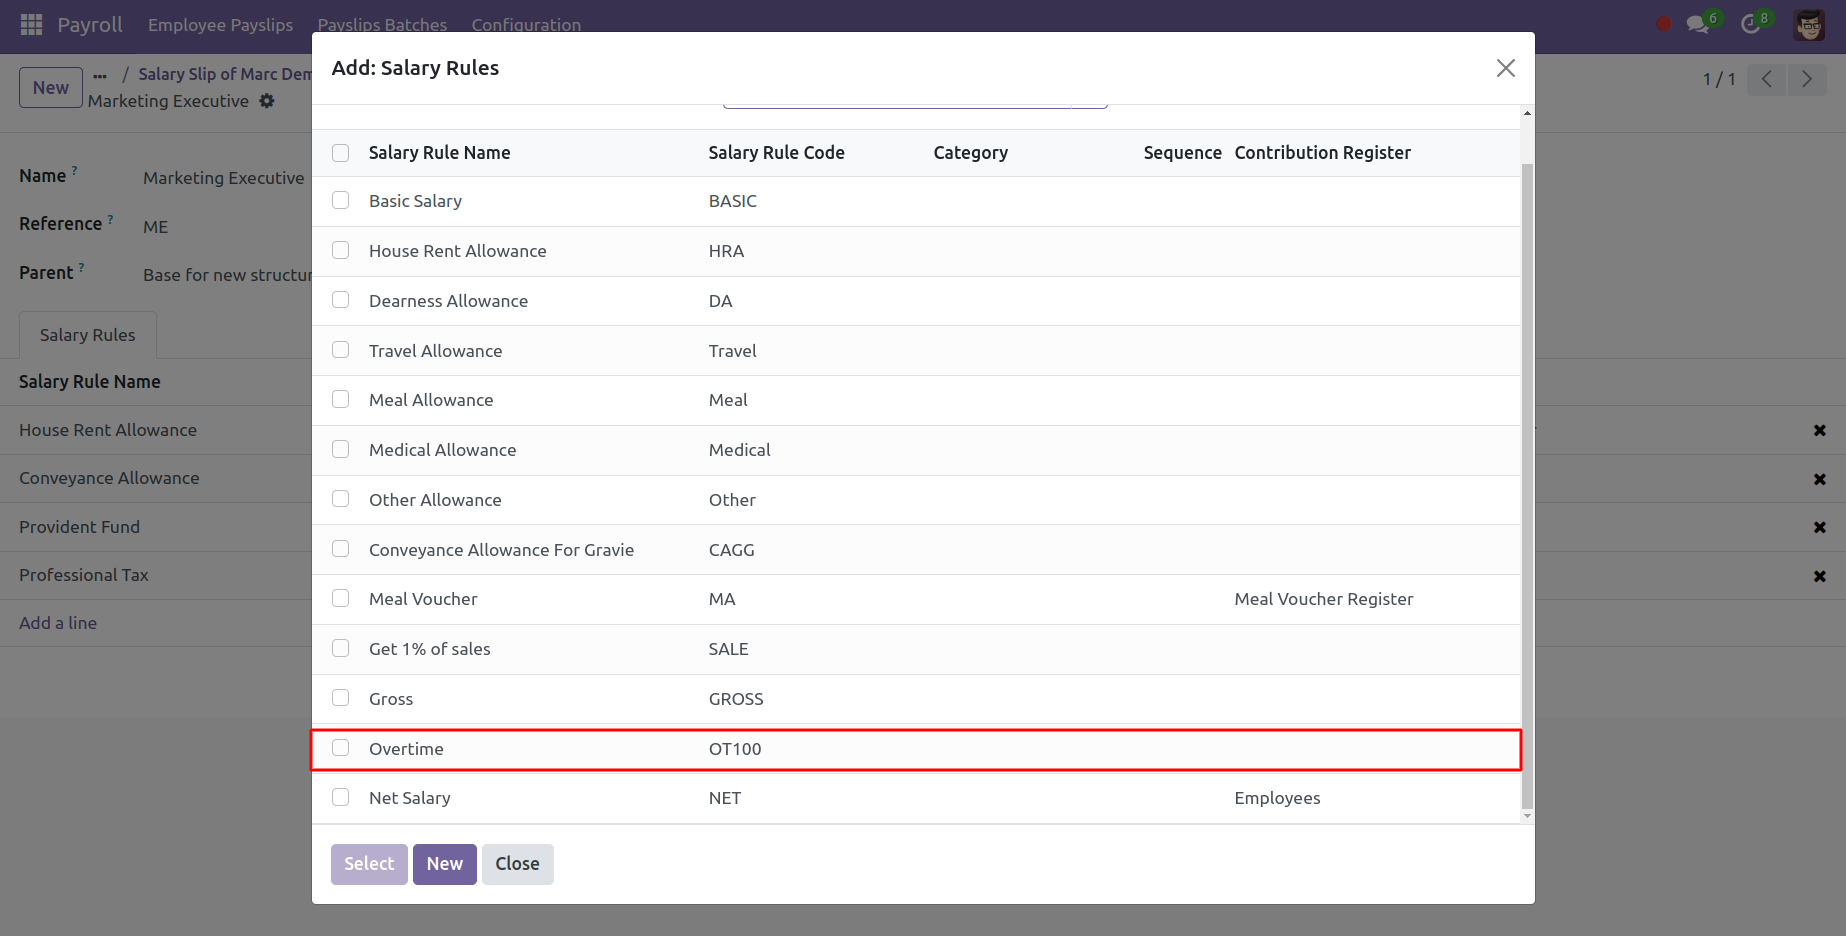 Payroll Employee Payslips Payslips Batches Configuration 6 8
New ... / Salary Slip of Marc Dem
Marketing Executive
1 / 1
Name ? Marketing Executive
Reference ? ME
Parent ? Base for new structur
Salary Rules
Salary Rule Name
House Rent Allowance
Conveyance Allowance
Provident Fund
Professional Tax
Add a line
Add: Salary Rules
Salary Rule Name Salary Rule Code Category Sequence Contribution Register
Basic Salary BASIC
House Rent Allowance HRA
Dearness Allowance DA
Travel Allowance Travel
Meal Allowance Meal
Medical Allowance Medical
Other Allowance Other
Conveyance Allowance For Gravie CAGG
Meal Voucher MA Meal Voucher Register
Get 1% of sales SALE
Gross GROSS
Overtime OT100
Net Salary NET Employees
Select New Close